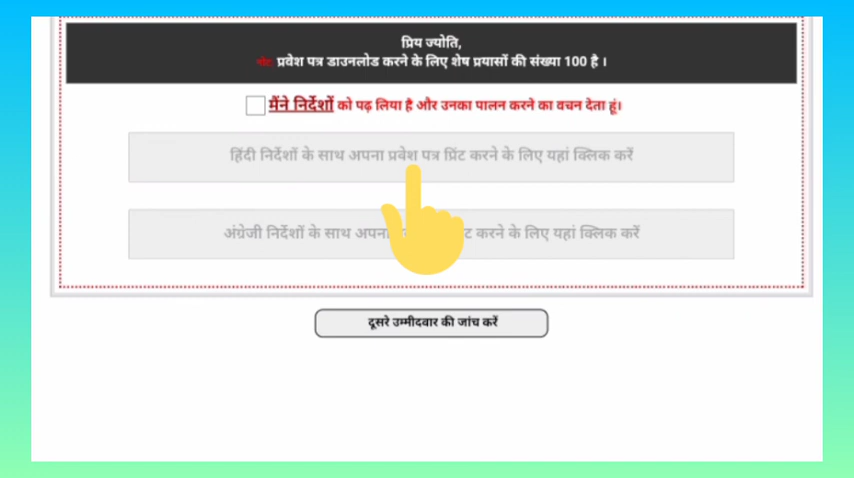 प्रिय ज्योति,
नोट: प्रवेश पत्र डाउनलोड करने के लिए शेष प्रयासों की संख्या 100 है ।
मैंने निर्देशों को पढ़ लिया है और उनका पालन करने का वचन देता हूं।
हिंदी निर्देशों के साथ अपना प्रवेश पत्र प्रिंट करने के लिए यहां क्लिक करें
अंग्रेजी निर्देशों के साथ अपना करने के लिए यहां क्लिक करें
दूसरे उम्मीदवार की जांच करें